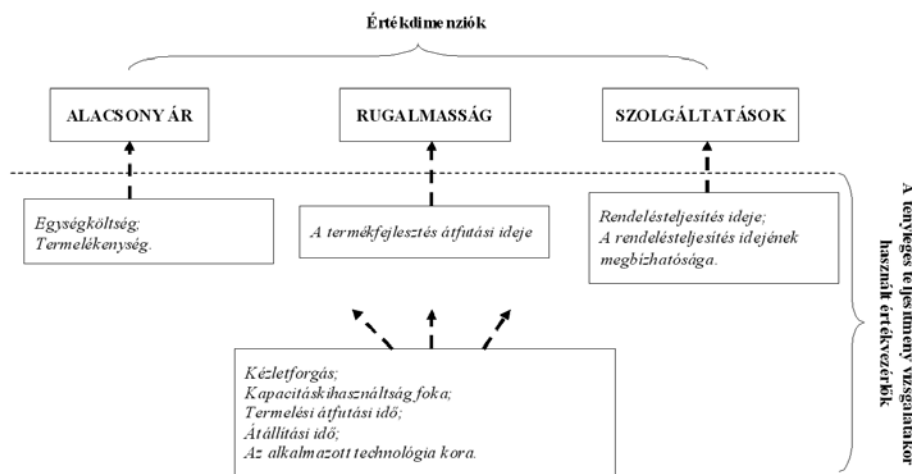 Értékdimenziók
ALACSONY ÁR
RUGALMASSÁG
SZOLGÁLTATÁSOK
Egységköltség;
Termelékenység.
A termékfejlesztés átfutási ideje
Rendelésteljesítés ideje;
A rendelésteljesítés idejének
megbízhatósága.
Kézletforgás;
Kapacitáskihasználtság foka;
Termelési átfutási idő;
Átállítási idő;
Az alkalmazott technológia kora.
A tényleges teljesítmény vizsgálatakor
használt értékvezérlők